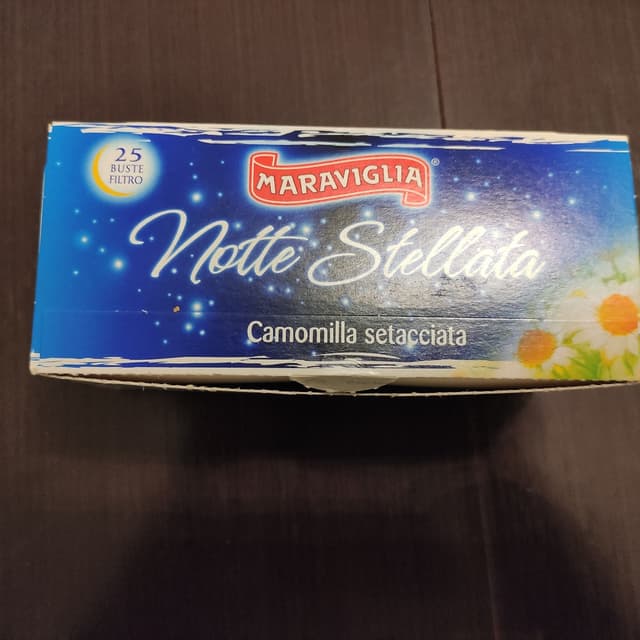 25
BUSTE
FILTRO
MARAVIGLIA®
Notte Stellata
Camomilla setacciata